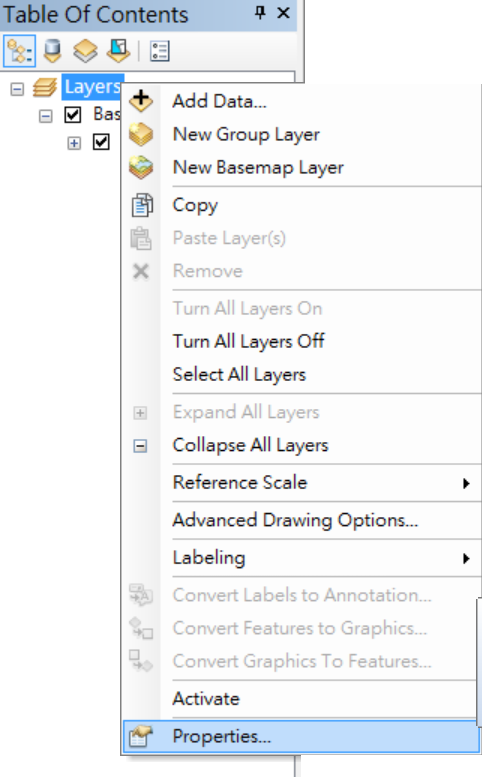 Table Of Contents
Layers
Bas
Add Data...
New Group Layer
New Basemap Layer
Copy
Paste Layer(s)
Remove
Turn All Layers On
Turn All Layers Off
Select All Layers
Expand All Layers
Collapse All Layers
Reference Scale
Advanced Drawing Options...
Labeling
Convert Labels to Annotation...
Convert Features to Graphics...
Convert Graphics To Features...
Activate
Properties...